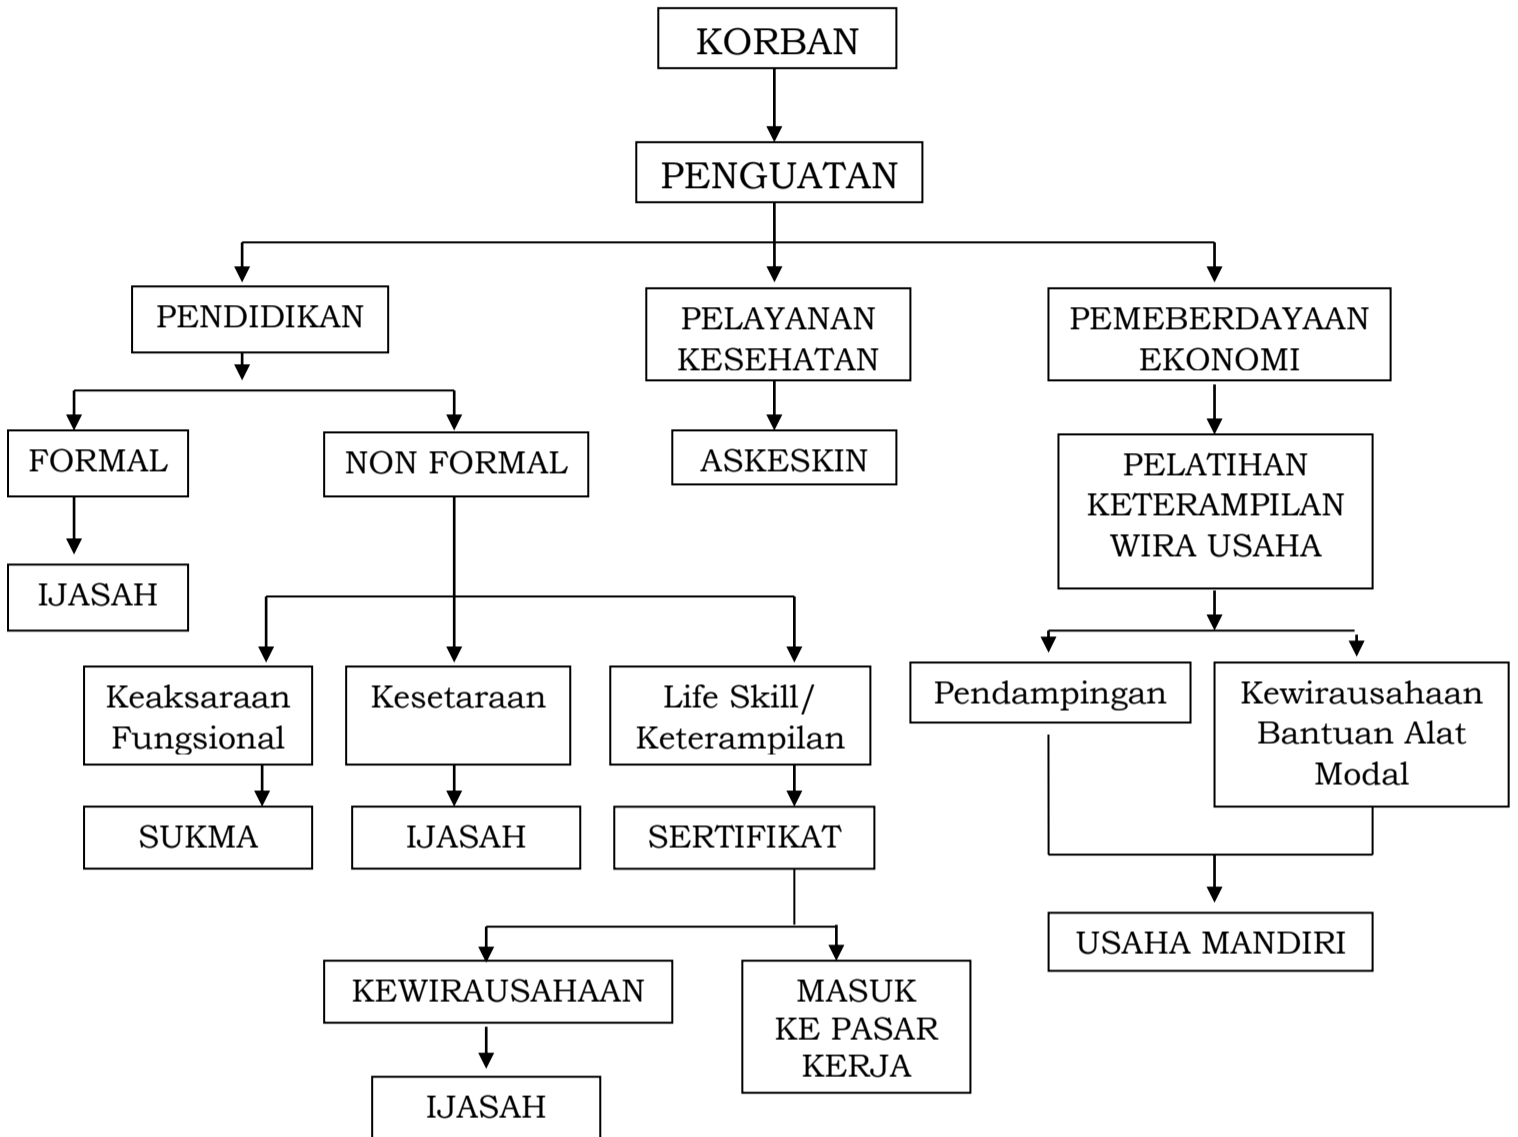 KORBAN
PENGUATAN
PENDIDIKAN
PELAYANAN
KESEHATAN
PEMEBERDAYAAN
EKONOMI
FORMAL
NON FORMAL
ASKESKIN
PELATIHAN
KETERAMPILAN
WIRA USAHA
IJASAH
Keaksaraan
Fungsional
Kesetaraan
Life Skill/
Keterampilan
Pendampingan
Kewirausahaan
Bantuan Alat
Modal
SUKMA
IJASAH
SERTIFIKAT
USAHA MANDIRI
KEWIRAUSAHAAN
MASUK
KE PASAR
KERJA
IJASAH